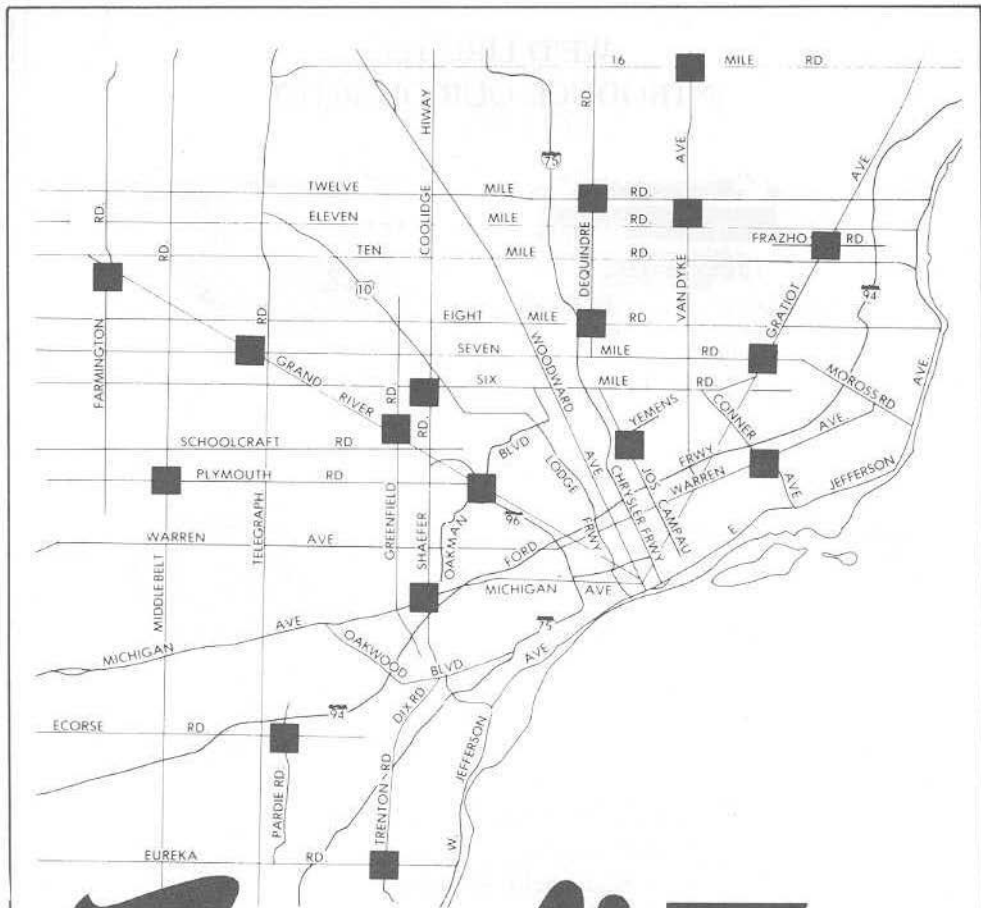 16 MILE RD.
HIWAY
RD
AVE
75
AVE
TWELVE MILE RD.
RD.
ELEVEN MILE RD.
COOLIDGE
FRAZHO RD
RD.
TEN MILE RD
DEQUINDRE
VAN DYKE
10
94
GRATIOT
RD.
EIGHT MILE RD
WOODWARD
SEVEN MILE RD
FARMINGTON
GRAND
RIVER
RD.
SIX MILE RD.
MOROSS RD
AVE.
YEMENS
CONNER
AVE.
RD.
SCHOOLCRAFT RD
BLVD
AVE
FRWY
PLYMOUTH RD
LODGE
JOS CAMPAU
WARREN
AVE
JEFFERSON
CHRYSLER FRWY
96
GREENFIELD
SHAEFER
OAKMAN
TELEGRAPH
WARREN AVE
FORD
FRWY
E.
MIDDLEBELT
MICHIGAN AVE
75
MICHIGAN AVE
OAKWOOD BLVD
AVE
DIX RD
94
ECORSE RD
JEFFERSON
PARDIE RD.
TRENTON RD
W.
EUREKA RD.